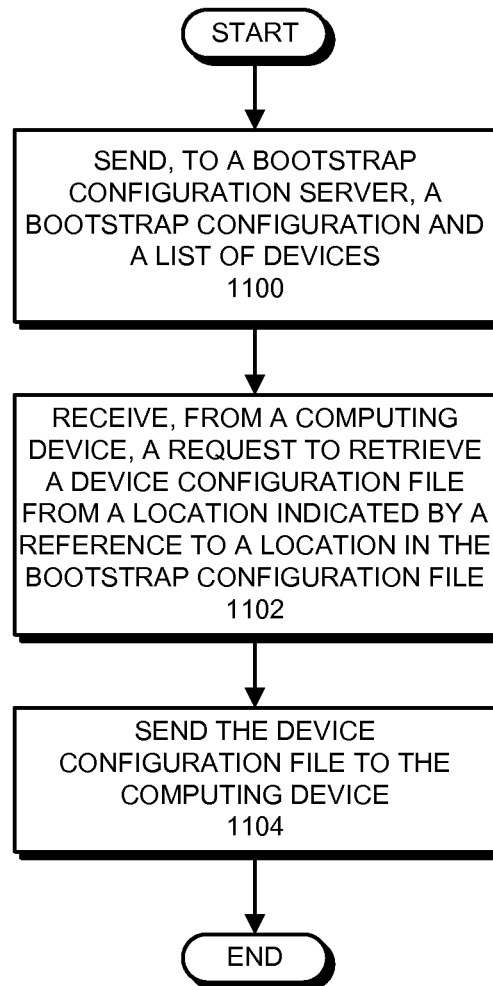 START
SEND, TO A BOOTSTRAP
CONFIGURATION SERVER, A
BOOTSTRAP CONFIGURATION AND
A LIST OF DEVICES
1100
RECEIVE, FROM A COMPUTING
DEVICE, A REQUEST TO RETRIEVE
A DEVICE CONFIGURATION FILE
FROM A LOCATION INDICATED BY A
REFERENCE TO A LOCATION IN THE
BOOTSTRAP CONFIGURATION FILE
1102
SEND THE DEVICE
CONFIGURATION FILE TO THE
COMPUTING DEVICE
1104
END